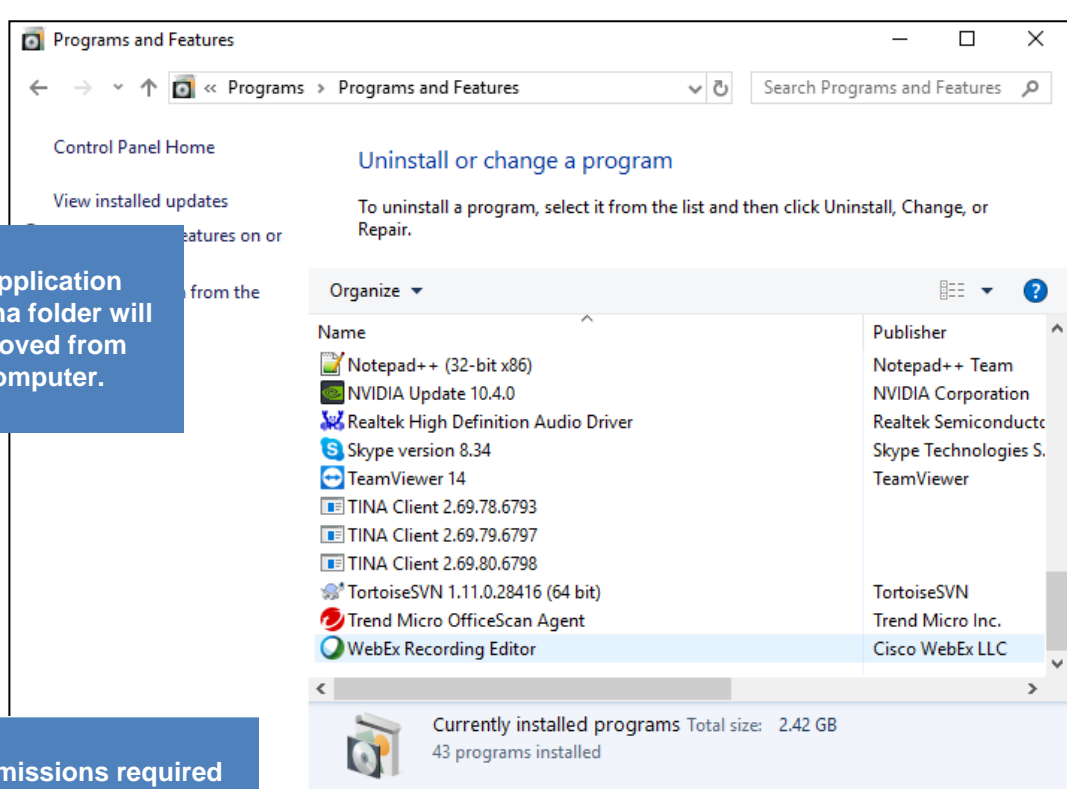 Programs and Features
« Programs > Programs and Features
Search Programs and Features
Control Panel Home
View installed updates
eatures on or
from the
Uninstall or change a program
To uninstall a program, select it from the list and then click Uninstall, Change, or
Repair.
pplication
na folder will
oved from
omputer.
Organize
Name Publisher
Notepad++ (32-bit x86) Notepad++ Team
NVIDIA Update 10.4.0 NVIDIA Corporation
Realtek High Definition Audio Driver Realtek Semiconducto
Skype version 8.34 Skype Technologies S.
TeamViewer 14 TeamViewer
TINA Client 2.69.78.6793
TINA Client 2.69.79.6797
TINA Client 2.69.80.6798
TortoiseSVN 1.11.0.28416 (64 bit) TortoiseSVN
Trend Micro OfficeScan Agent Trend Micro Inc.
WebEx Recording Editor Cisco WebEx LLC
Currently installed programs Total size: 2.42 GB
43 programs installed
missions required